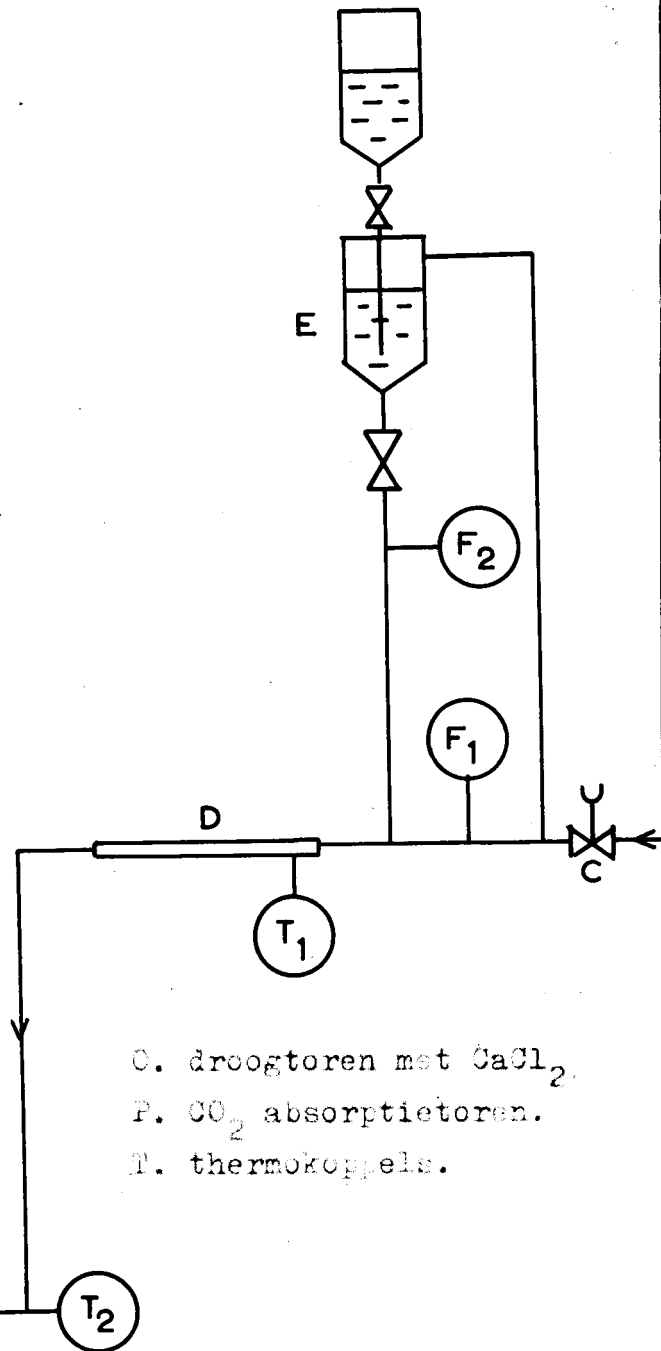 E
F2
F1
D
C
T1
O. droogtoren met CaCl2.
P. CO2 absorptietoren.
T. thermokoppels.
T2